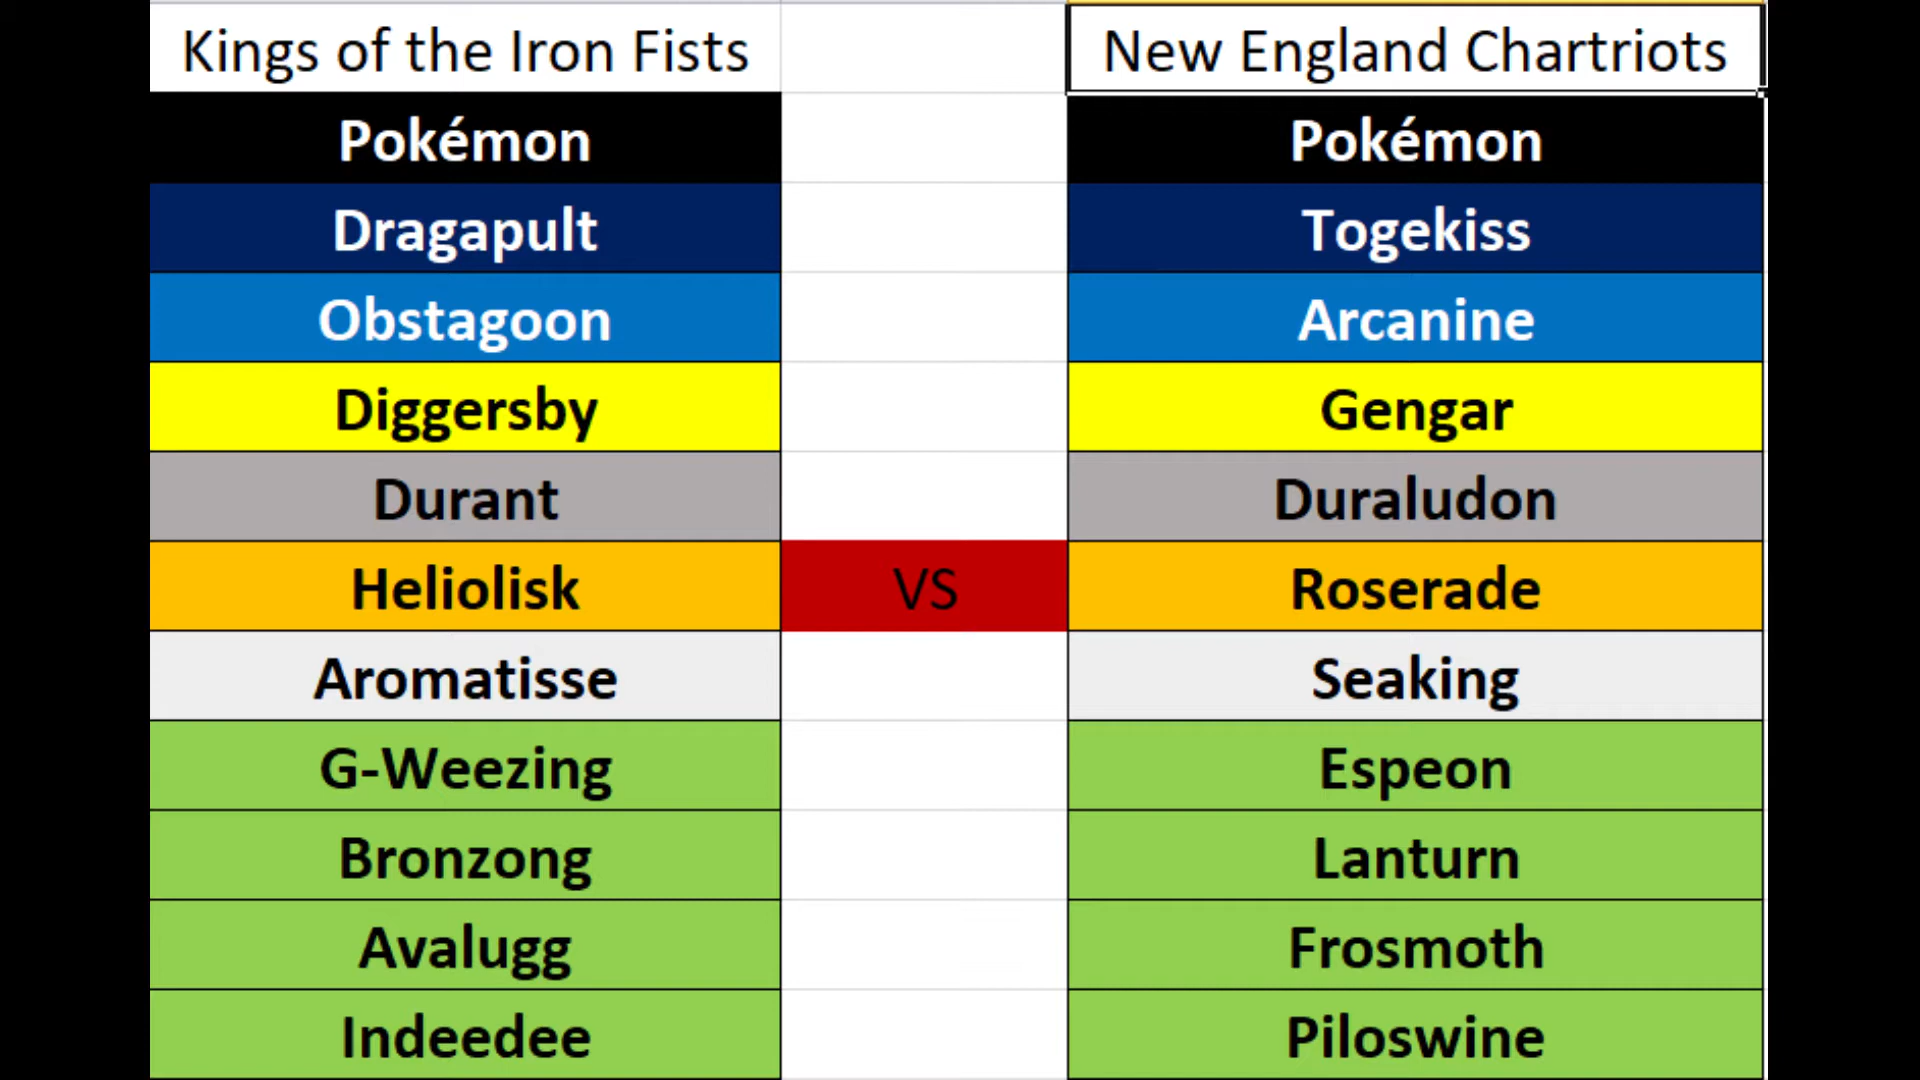 Kings of the Iron Fists New England Chartriots
Pokémon Pokémon
Dragapult Togekiss
Obstagoon Arcanine
Diggersby Gengar
Durant Duraludon
Heliolisk VS Roserade
Aromatisse Seaking
G-Weezing Espeon
Bronzong Lanturn
Avalugg Frosmoth
Indeedee Piloswine